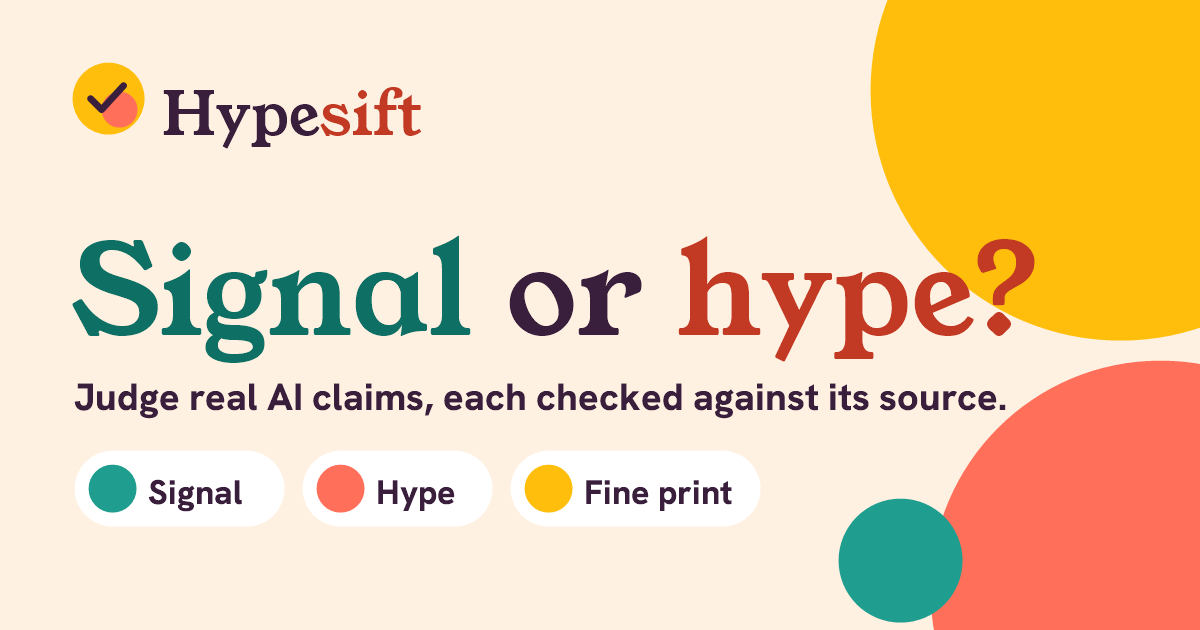 Hypesift
Signal or hype?
Judge real AI claims, each checked against its source.
Signal
Hype
Fine print